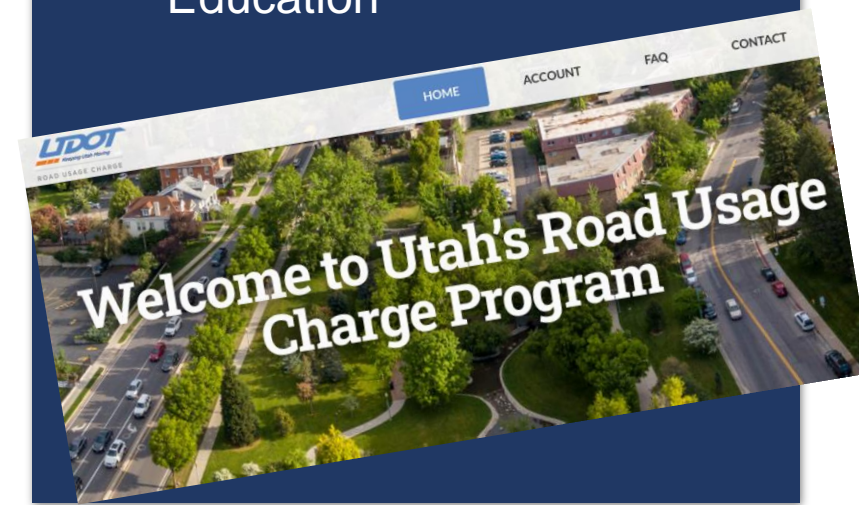 Education
HOME ACCOUNT FAQ CONTACT
UDOT
Keeping Utah Moving
ROAD USAGE CHARGE
Welcome to Utah's Road Usage
Charge Program